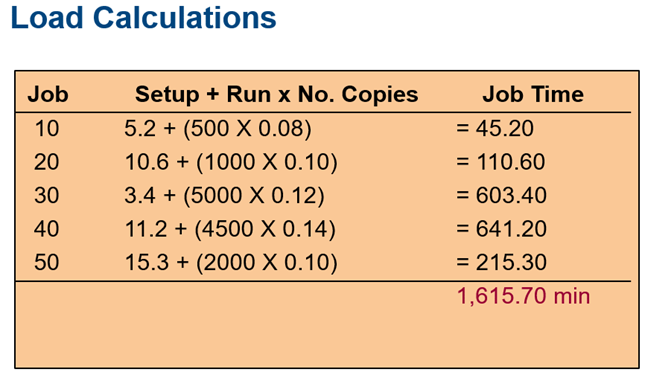 Load Calculations
Job Setup + Run x No. Copies Job Time
10 5.2 + (500 X 0.08) = 45.20
20 10.6 + (1000 X 0.10) = 110.60
30 3.4 + (5000 X 0.12) = 603.40
40 11.2 + (4500 X 0.14) = 641.20
50 15.3 + (2000 X 0.10) = 215.30
1,615.70 min